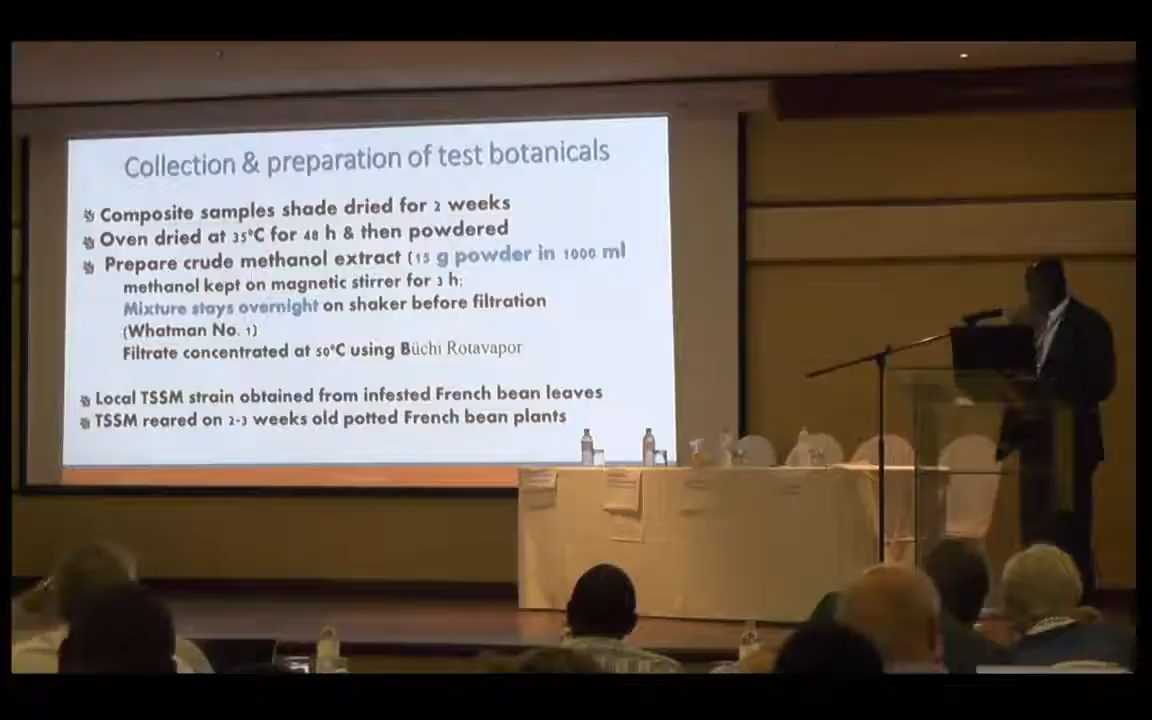 Collection & preparation of test botanicals
Composite samples shade dried for 2 weeks
Oven dried at 35°C for 48 h & then powdered
Prepare crude methanol extract (15 g powder in 1000 ml
methanol kept on magnetic stirrer for 3 h;
Mixture stays overnight on shaker before filtration
(Whatman No. 1)
Filtrate concentrated at 50°C using Büchi Rotavapor
Local TSSM strain obtained from infested French bean leaves
TSSM reared on 2-3 weeks old potted French bean plants